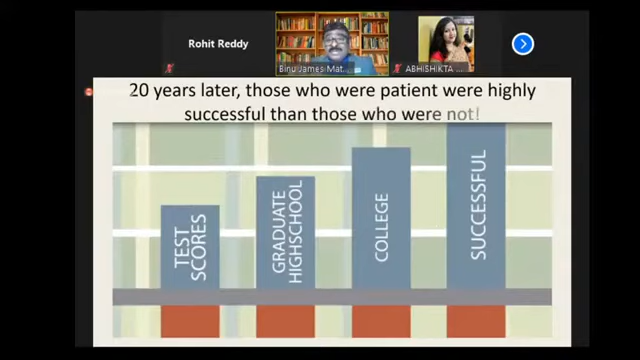 Rohit Reddy
Binu James Mat...
ABHISHIKTA ...
20 years later, those who were patient were highly
successful than those who were not!
TEST
SCORES
GRADUATE
HIGHSCHOOL
COLLEGE
SUCCESSFUL